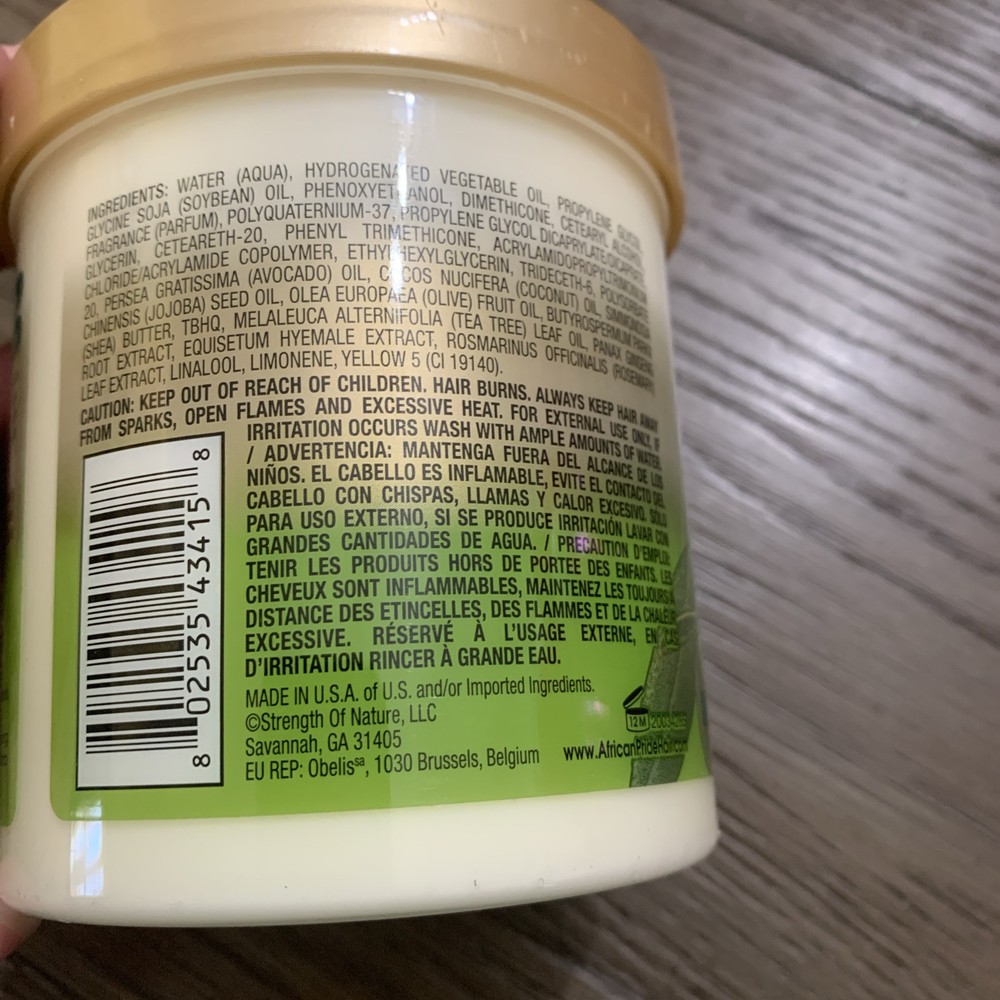 INGREDIENTS: WATER (AQUA), HYDROGENATED VEGETABLE OIL, PROPYLENE GLYCOL,
GLYCINE SOJA (SOYBEAN) OIL, PHENOXYETHANOL, DIMETHICONE, CETEARYL ALCOHOL,
FRAGRANCE (PARFUM), POLYQUATERNIUM-37, PROPYLENE GLYCOL DICAPRYLATE/DICAPRATE,
GLYCERIN, CETEARETH-20, PHENYL TRIMETHICONE, ACRYLAMIDOPROPYLTRIMONIUM
CHLORIDE/ACRYLAMIDE COPOLYMER, ETHYLHEXYLGLYCERIN, TRIDECETH-6, POLYSORBATE
20, PERSEA GRATISSIMA (AVOCADO) OIL, COCOS NUCIFERA (COCONUT) OIL, SIMMONDSIA
CHINENSIS (JOJOBA) SEED OIL, OLEA EUROPAEA (OLIVE) FRUIT OIL, BUTYROSPERMUM PARKII
(SHEA) BUTTER, TBHQ, MELALEUCA ALTERNIFOLIA (TEA TREE) LEAF OIL, PANAX GINSENG
ROOT EXTRACT, EQUISETUM HYEMALE EXTRACT, ROSMARINUS OFFICINALIS (ROSEMARY)
LEAF EXTRACT, LINALOOL, LIMONENE, YELLOW 5 (CI 19140).
CAUTION: KEEP OUT OF REACH OF CHILDREN. HAIR BURNS. ALWAYS KEEP HAIR AWAY
FROM SPARKS, OPEN FLAMES AND EXCESSIVE HEAT. FOR EXTERNAL USE ONLY, IF
IRRITATION OCCURS WASH WITH AMPLE AMOUNTS OF WATER.
/ ADVERTENCIA: MANTENGA FUERA DEL ALCANCE DE LOS
NIÑOS. EL CABELLO ES INFLAMABLE, EVITE EL CONTACTO DEL
CABELLO CON CHISPAS, LLAMAS Y CALOR EXCESIVO. SÓLO
PARA USO EXTERNO, SI SE PRODUCE IRRITACIÓN LAVAR CON
GRANDES CANTIDADES DE AGUA. / PRECAUTION D'EMPLOI:
TENIR LES PRODUITS HORS DE PORTEE DES ENFANTS. LES
CHEVEUX SONT INFLAMMABLES, MAINTENEZ LES TOUJOURS À
DISTANCE DES ETINCELLES, DES FLAMMES ET DE LA CHALEUR
EXCESSIVE. RÉSERVÉ À L'USAGE EXTERNE, EN CAS
D'IRRITATION RINCER À GRANDE EAU.
MADE IN U.S.A. of U.S. and/or Imported Ingredients.
©Strength Of Nature, LLC
Savannah, GA 31405
EU REP: Obelis sa, 1030 Brussels, Belgium
12M
www.AfricanPrideHair.com
8 02535 43415 8